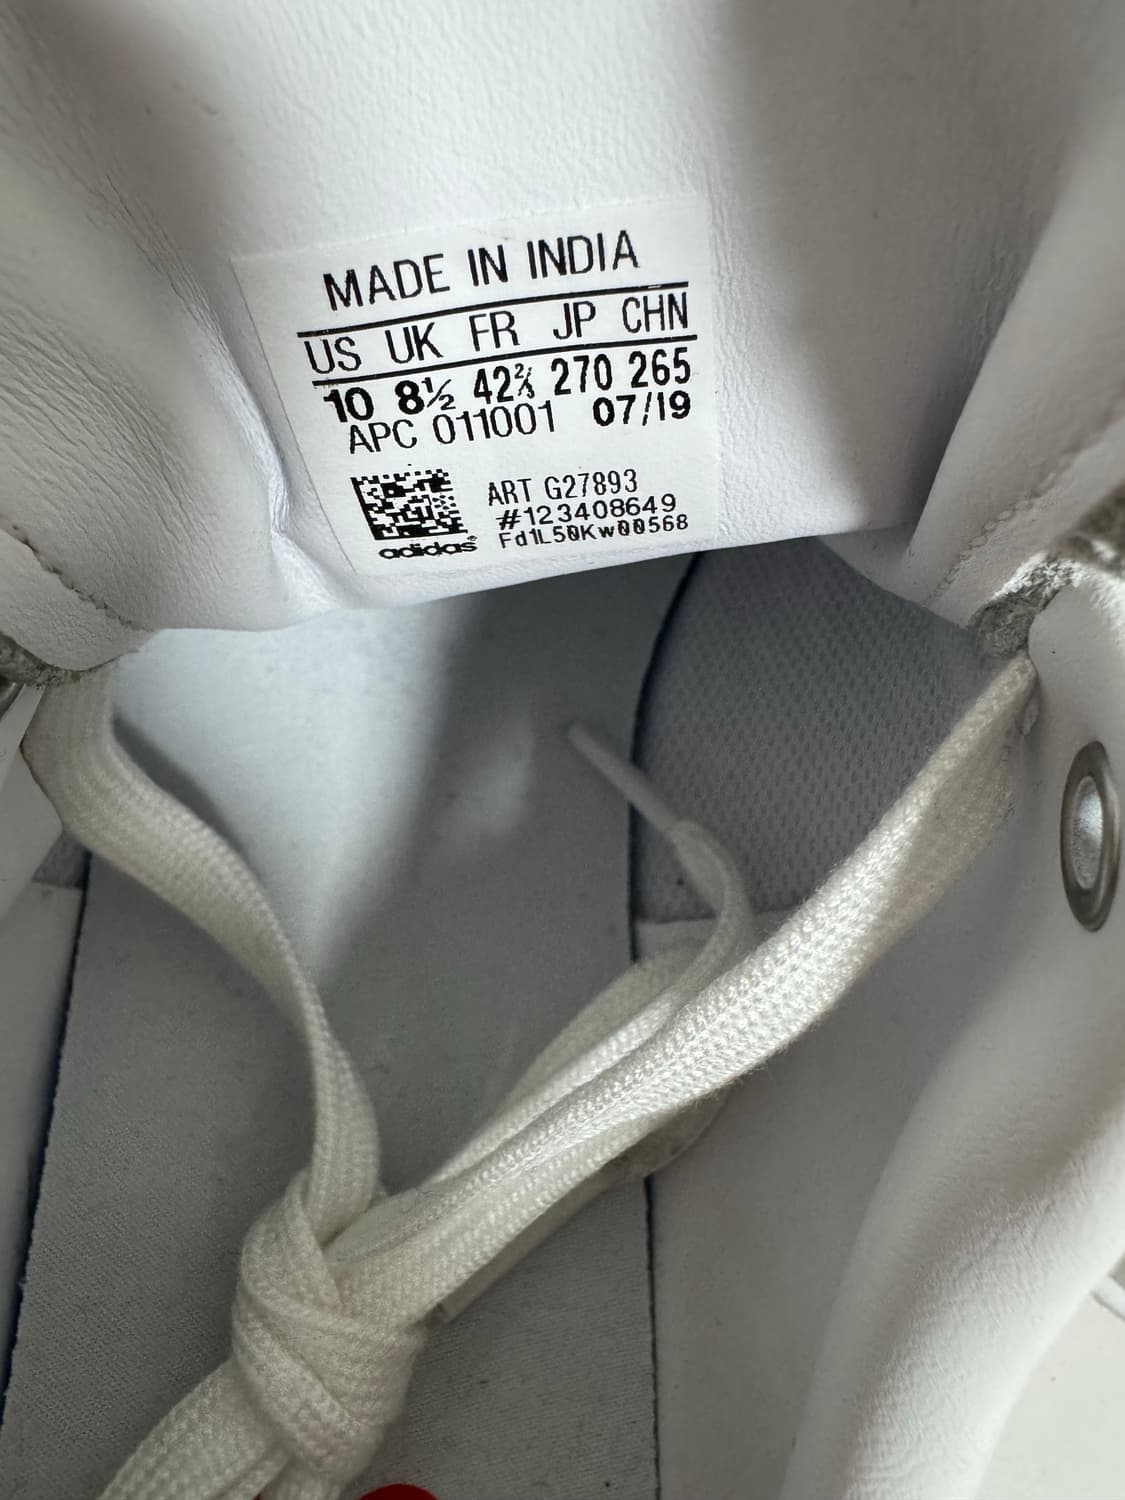 MADE IN INDIA
US UK FR JP CHN
10 8½ 42⅔ 270 265
APC 011001 07/19
ART G27893
#123408649
Fd1L50Kw00568
adidas